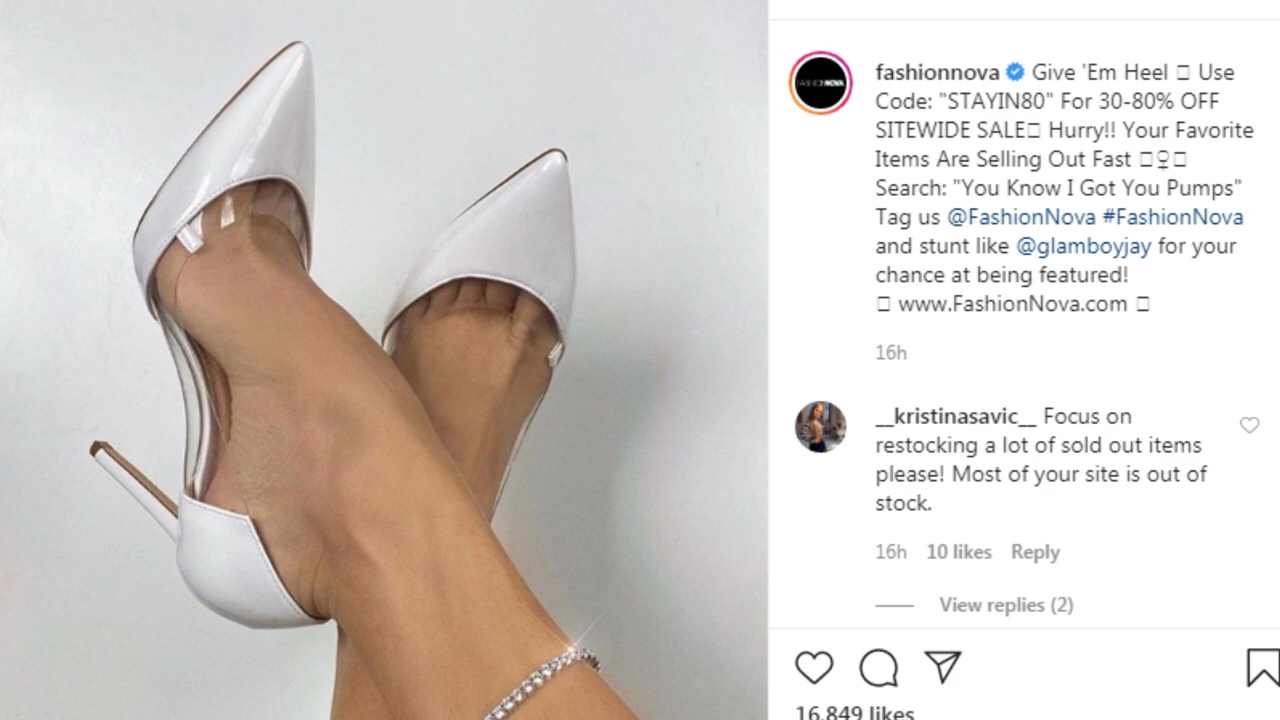 fashionnova Give 'Em Heel □ Use
Code: "STAYIN80" For 30-80% OFF
SITEWIDE SALE□ Hurry!! Your Favorite
Items Are Selling Out Fast □♀□
Search: "You Know I Got You Pumps"
Tag us @FashionNova #FashionNova
and stunt like @glamboyjay for your
chance at being featured!
□ www.FashionNova.com □
16h
__kristinasavic__ Focus on
restocking a lot of sold out items
please! Most of your site is out of
stock.
16h 10 likes Reply
View replies (2)
16,849 likes